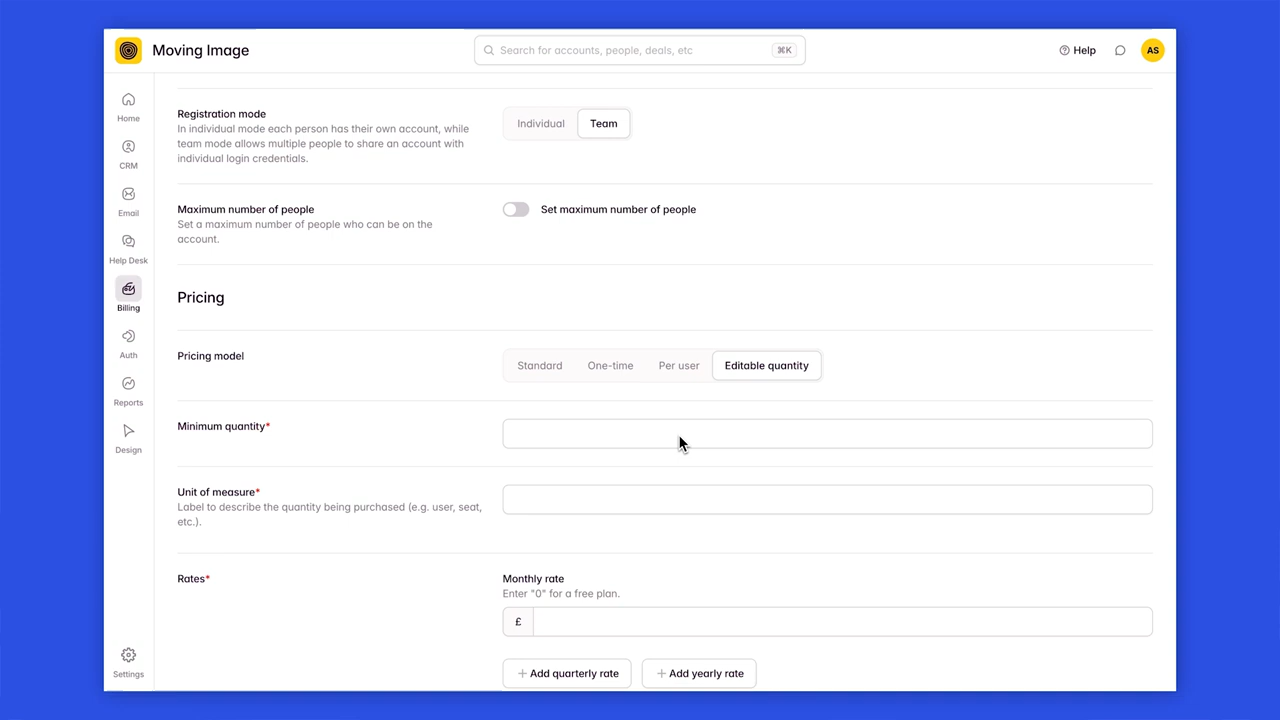 Moving Image
Search for accounts, people, deals, etc
⌘K
Help
AS
Home
CRM
Email
Help Desk
Billing
Auth
Reports
Design
Settings
Registration mode
In individual mode each person has their own account, while
team mode allows multiple people to share an account with
individual login credentials.
Individual
Team
Maximum number of people
Set a maximum number of people who can be on the
account.
Set maximum number of people
Pricing
Pricing model
Standard
One-time
Per user
Editable quantity
Minimum quantity*
Unit of measure*
Label to describe the quantity being purchased (e.g. user, seat,
etc.).
Rates*
Monthly rate
Enter "0" for a free plan.
£
+ Add quarterly rate
+ Add yearly rate